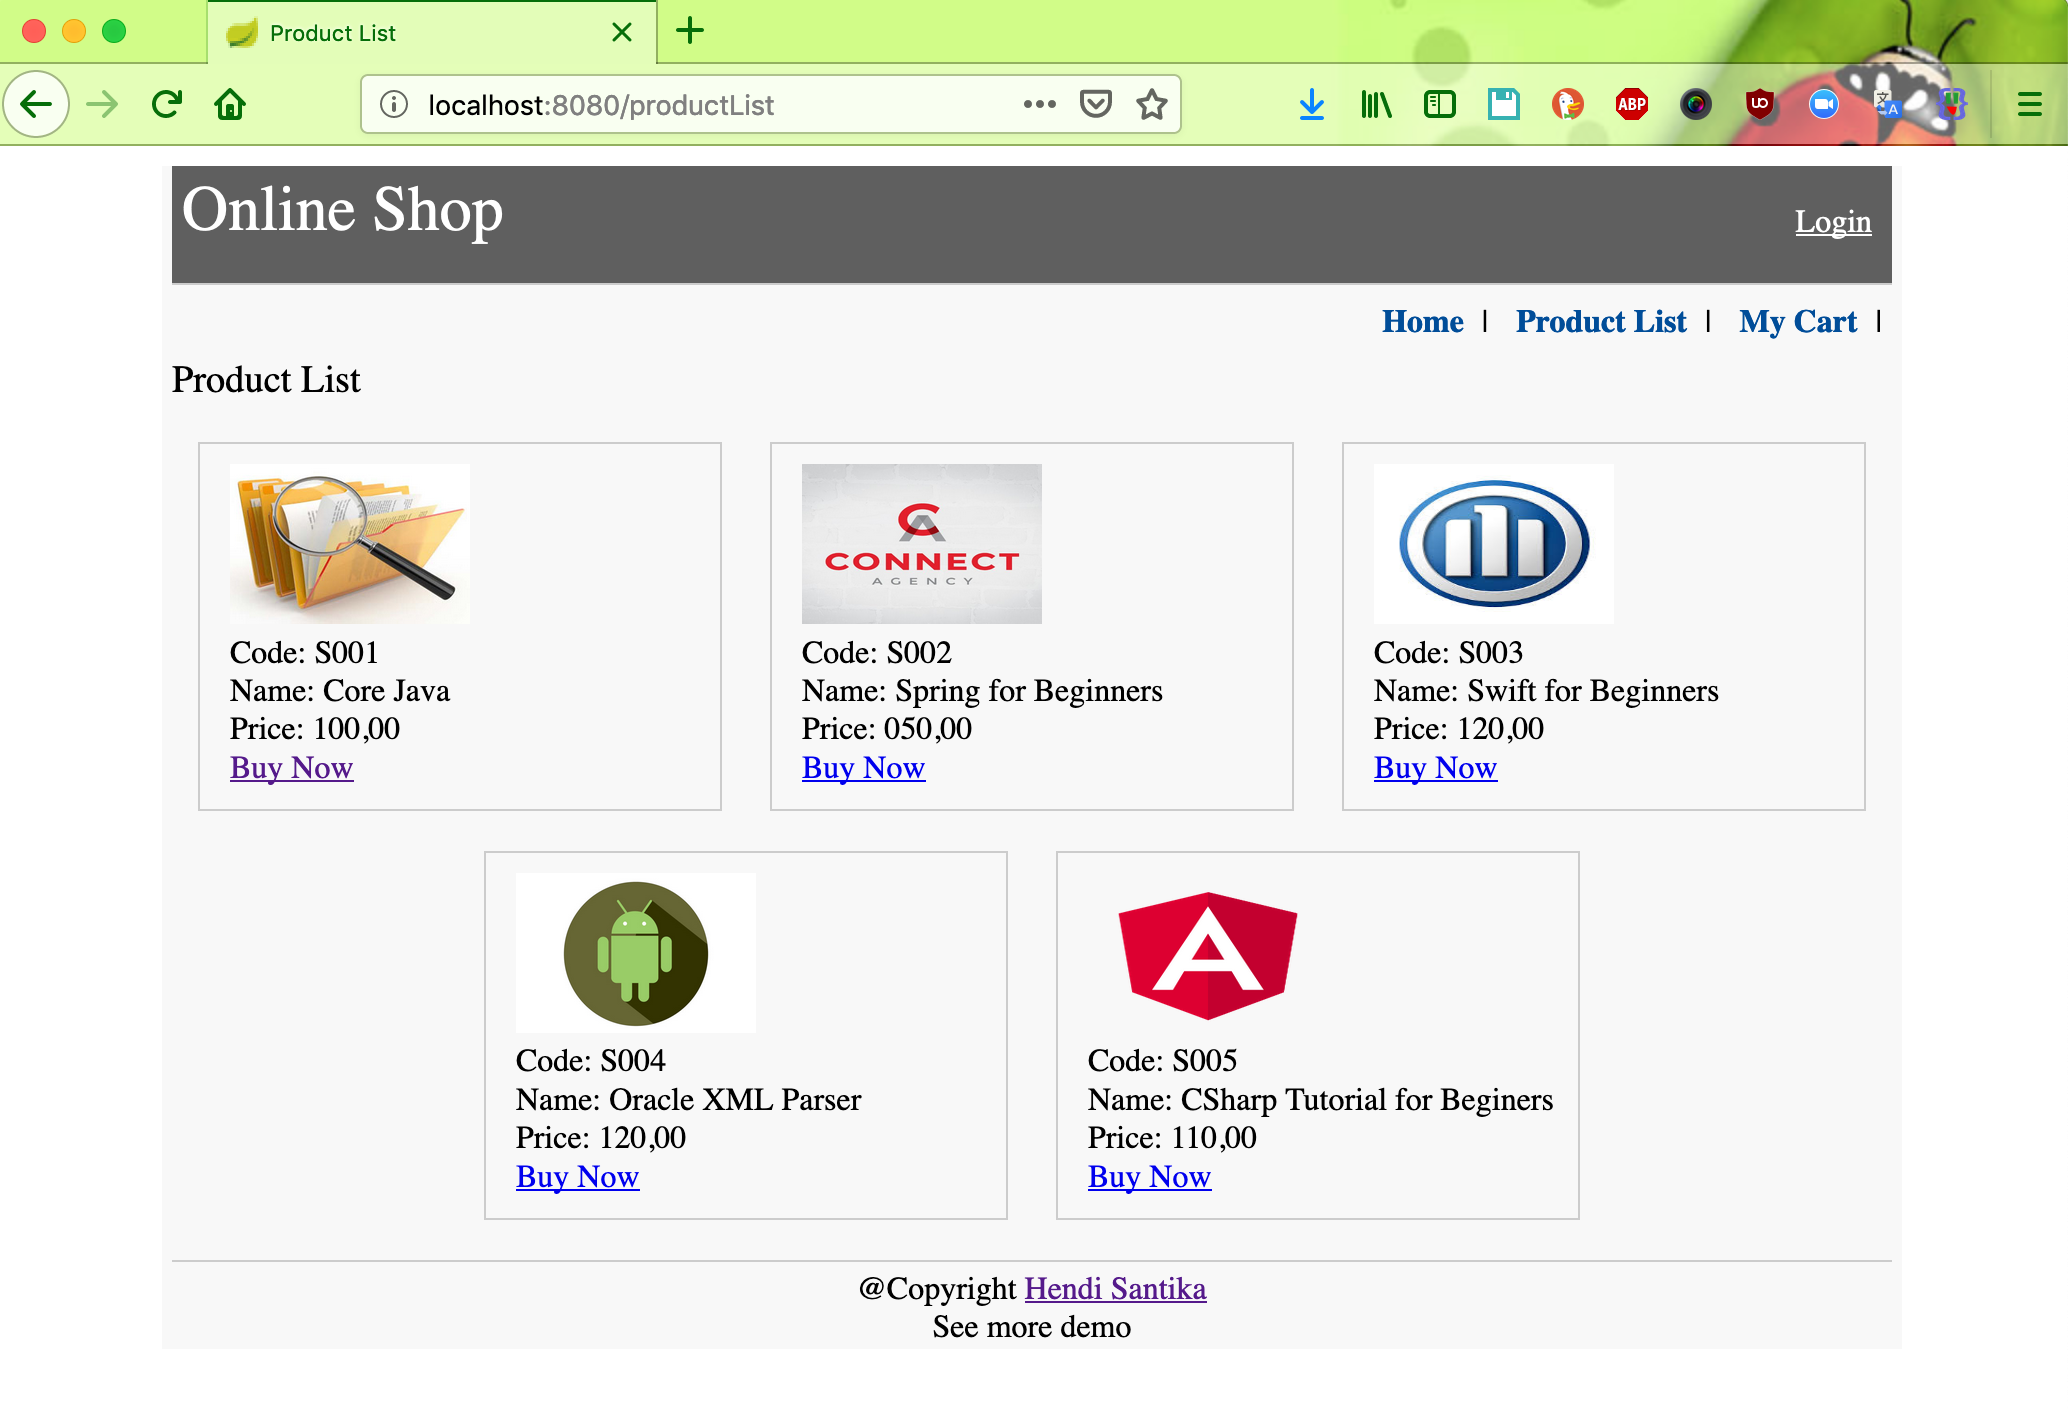 Product List
localhost:8080/productList
ABP
UO
文
A
Online Shop
Login
Home | Product List | My Cart |
Product List
CA
CONNECT
AGENCY
Code: S001
Name: Core Java
Price: 100,00
Buy Now
Code: S002
Name: Spring for Beginners
Price: 050,00
Buy Now
Code: S003
Name: Swift for Beginners
Price: 120,00
Buy Now
Code: S004
Name: Oracle XML Parser
Price: 120,00
Buy Now
A
Code: S005
Name: CSharp Tutorial for Beginers
Price: 110,00
Buy Now
@Copyright Hendi Santika
See more demo